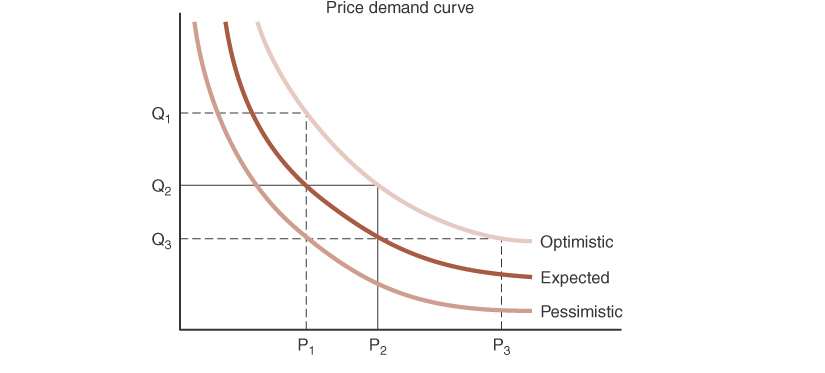 Price demand curve
Q₁
Q₂
Q₃
Optimistic
Expected
Pessimistic
P₁ P₂ P₃